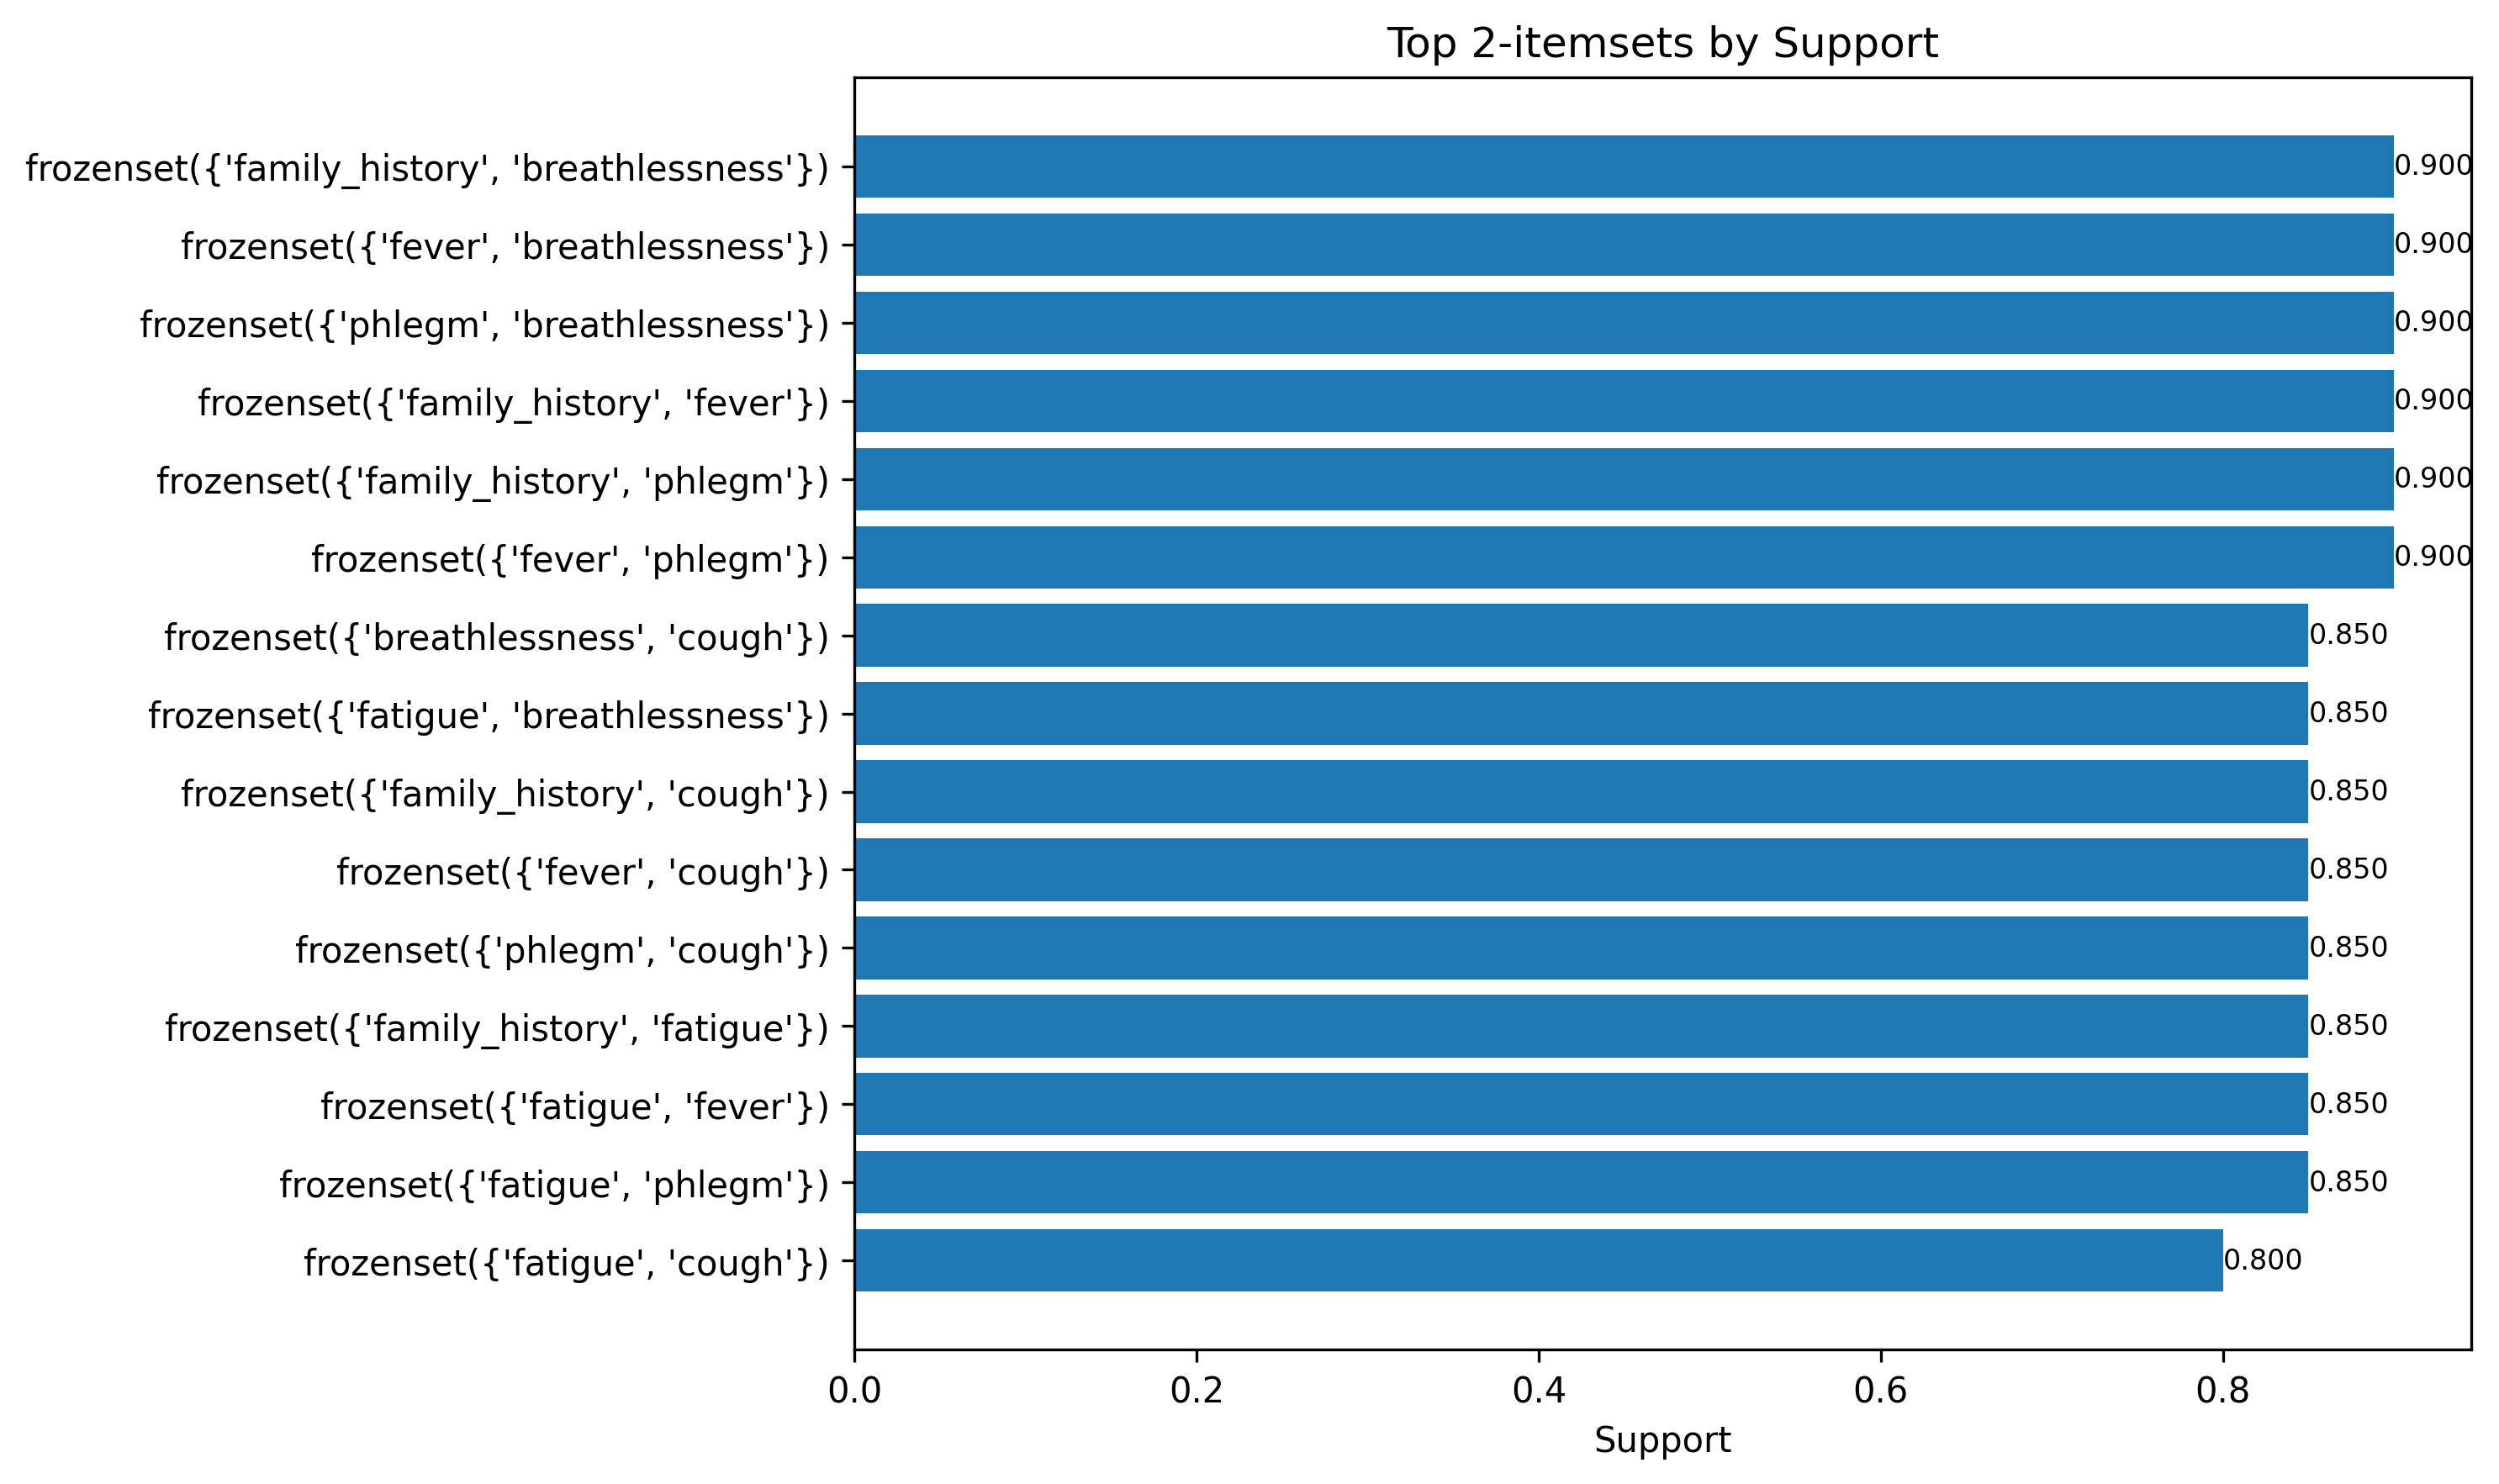 Top 2-itemsets by Support
frozenset({'family_history', 'breathlessness'})
0.900
frozenset({'fever', 'breathlessness'})
0.900
frozenset({'phlegm', 'breathlessness'})
0.900
frozenset({'family_history', 'fever'})
0.900
frozenset({'family_history', 'phlegm'})
0.900
frozenset({'fever', 'phlegm'})
0.900
frozenset({'breathlessness', 'cough'})
0.850
frozenset({'fatigue', 'breathlessness'})
0.850
frozenset({'family_history', 'cough'})
0.850
frozenset({'fever', 'cough'})
0.850
frozenset({'phlegm', 'cough'})
0.850
frozenset({'family_history', 'fatigue'})
0.850
frozenset({'fatigue', 'fever'})
0.850
frozenset({'fatigue', 'phlegm'})
0.850
frozenset({'fatigue', 'cough'})
0.800
0.0 0.2 0.4 0.6 0.8
Support